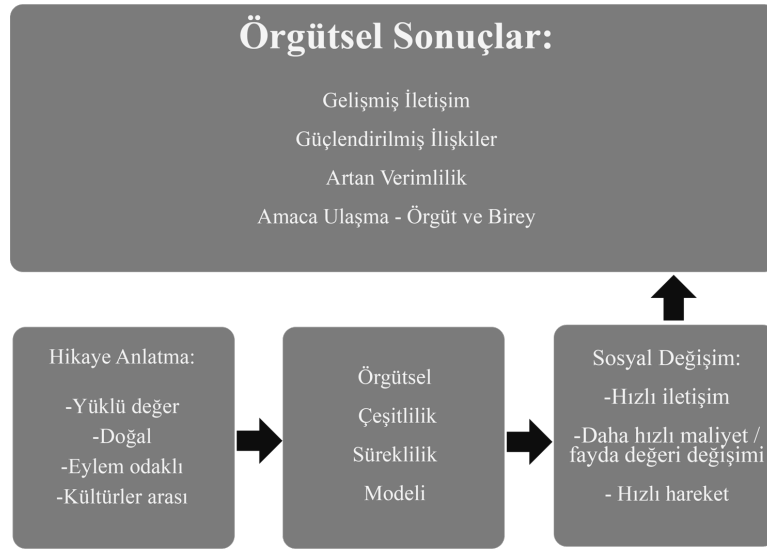 Örgütsel Sonuçlar:
Gelişmiş İletişim
Güçlendirilmiş İlişkiler
Artan Verimlilik
Amaca Ulaşma - Örgüt ve Birey
Hikaye Anlatma:
-Yüklü değer
-Doğal
-Eylem odaklı
-Kültürler arası
Örgütsel
Çeşitlilik
Süreklilik
Modeli
Sosyal Değişim:
-Hızlı iletişim
-Daha hızlı maliyet /
fayda değeri değişimi
- Hızlı hareket